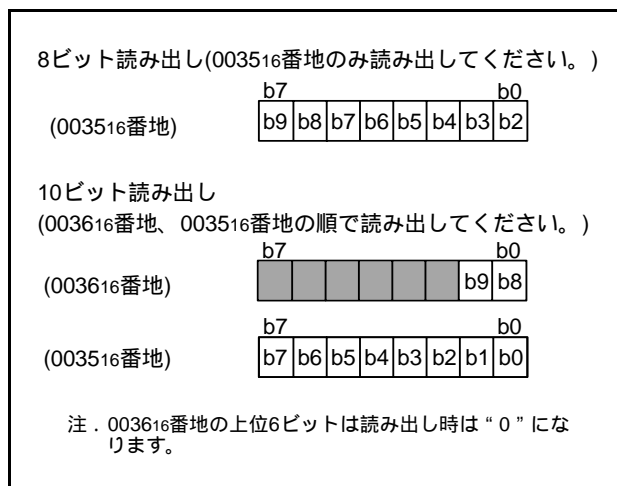 8ビット読み出し(003516番地のみ読み出してください。)
b7 b0
(003516番地) b9 b8 b7 b6 b5 b4 b3 b2
10ビット読み出し
(003616番地、003516番地の順で読み出してください。)
b7 b0
(003616番地) b9 b8
b7 b0
(003516番地) b7 b6 b5 b4 b3 b2 b1 b0
注．003616番地の上位6ビットは読み出し時は“0”にな
ります。